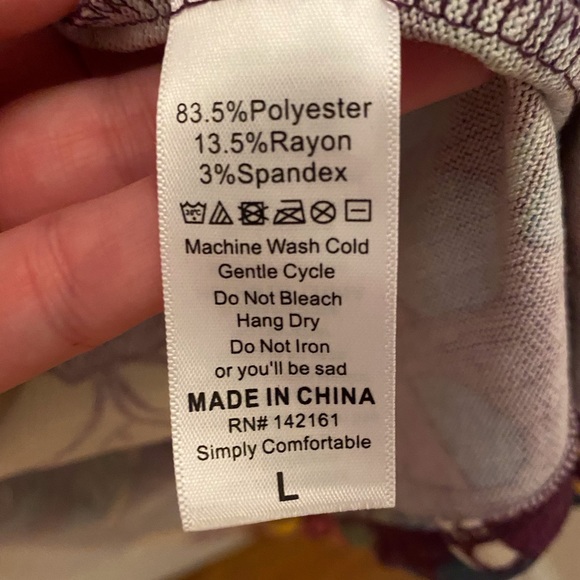 83.5%Polyester
13.5%Rayon
3%Spandex
30°C
Machine Wash Cold
Gentle Cycle
Do Not Bleach
Hang Dry
Do Not Iron
or you'll be sad
MADE IN CHINA
RN# 142161
Simply Comfortable
L